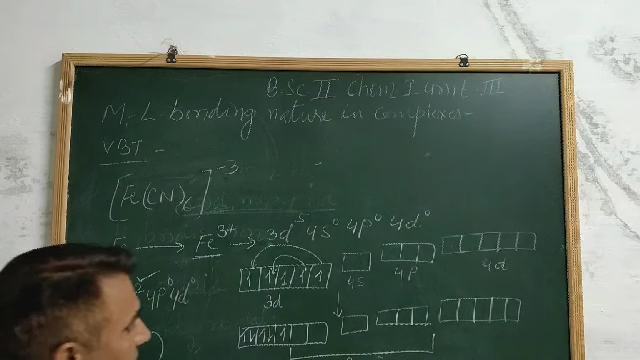 B.Sc II Chem I unit III
M-L bonding nature in complexes-
VBT -
[Fe(CN)6]-3
Fe → Fe3+ → 3d5 4s0 4p0 4d0
4p0 4d0
3d 4s 4p 4d